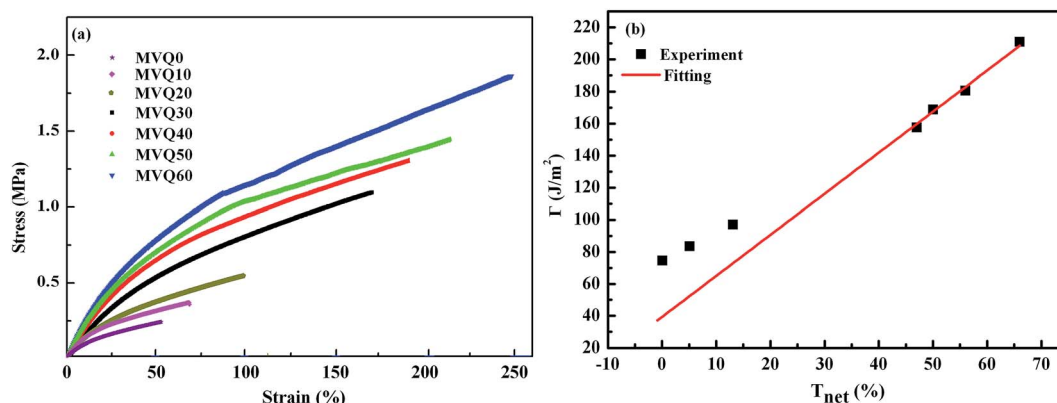 (a)
2.0
1.5
1.0
0.5
Stress (MPa)
MVQ0
MVQ10
MVQ20
MVQ30
MVQ40
MVQ50
MVQ60
0 50 100 150 200 250
Strain (%)
(b)
220
200
180
160
140
120
100
80
60
40
20
Γ (J/m²)
Experiment
Fitting
-10 0 10 20 30 40 50 60 70
Tnet (%)